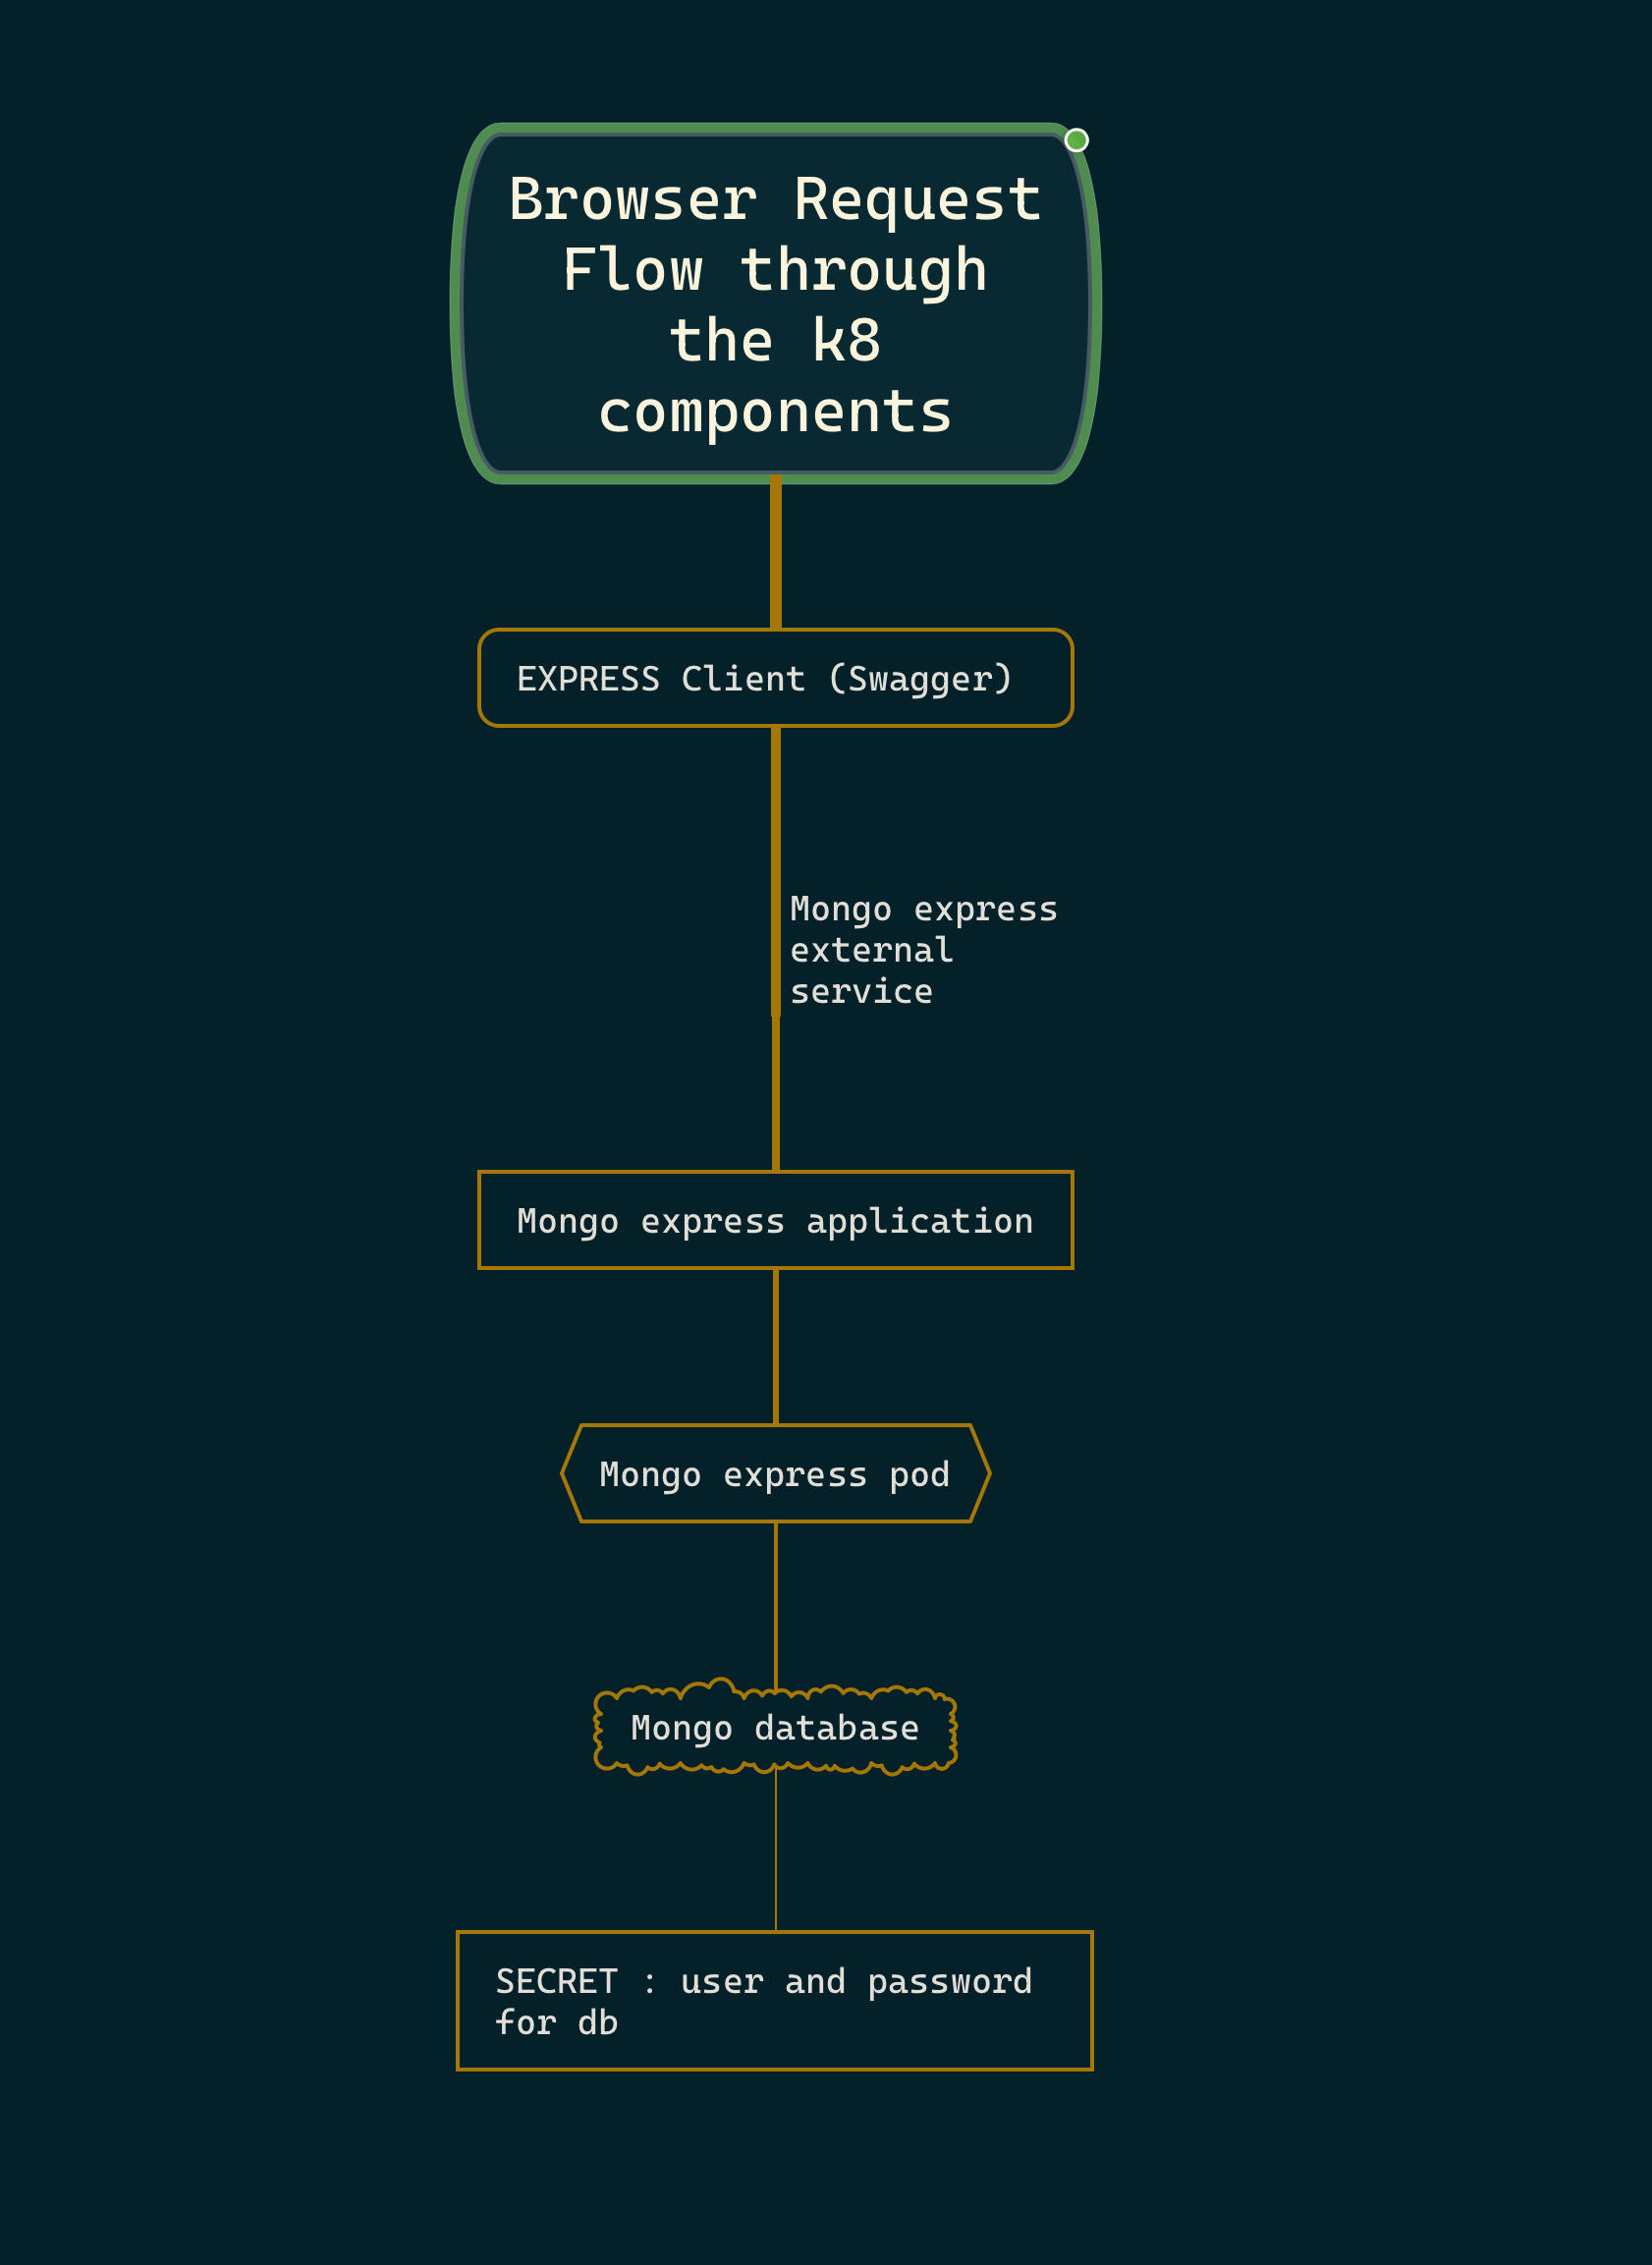 Browser Request
Flow through
the k8
components
EXPRESS Client (Swagger)
Mongo express
external
service
Mongo express application
Mongo express pod
Mongo database
SECRET : user and password
for db